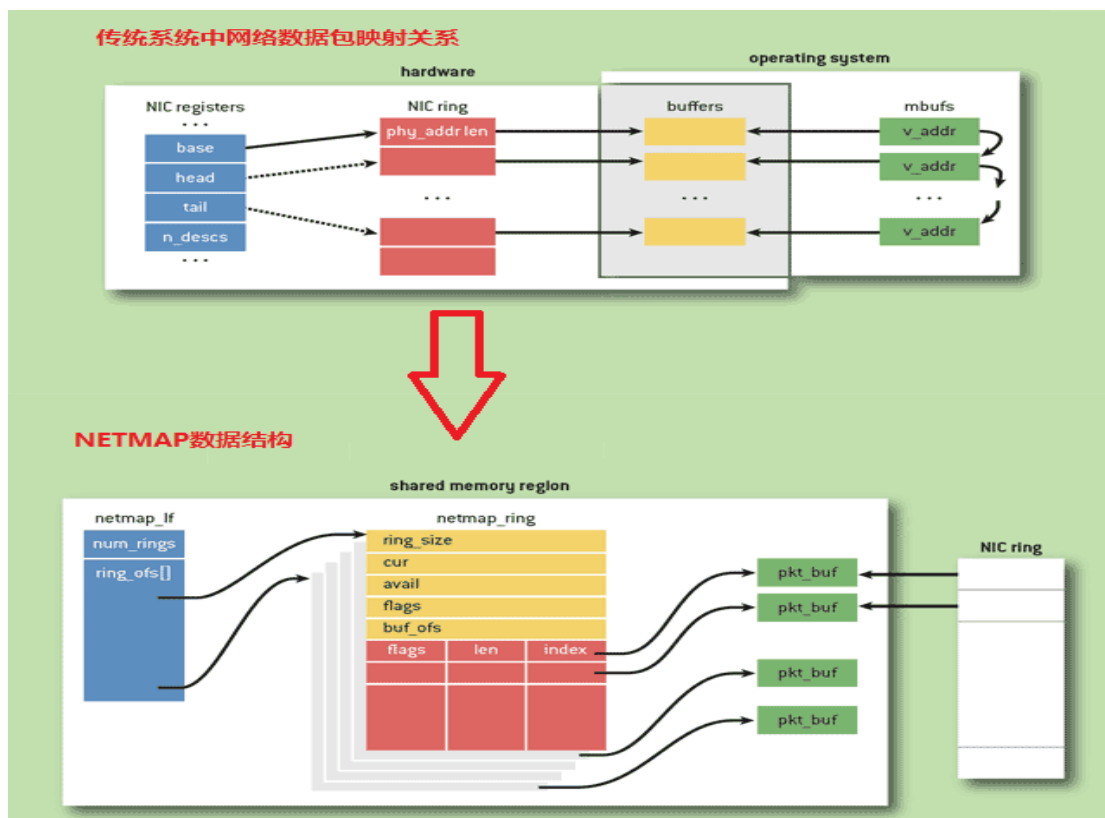 传统系统中网络数据包映射关系
operating system
hardware
NIC registers
NIC ring
buffers
mbufs
...
base
head
tail
n_descs
...
phy_addr len
...
...
v_addr
v_addr
...
v_addr
NETMAP数据结构
shared memory region
netmap_If
num_rings
ring_ofs[]
netmap_ring
ring_size
cur
avail
flags
buf_ofs
flags len index
pkt_buf
pkt_buf
pkt_buf
pkt_buf
NIC ring